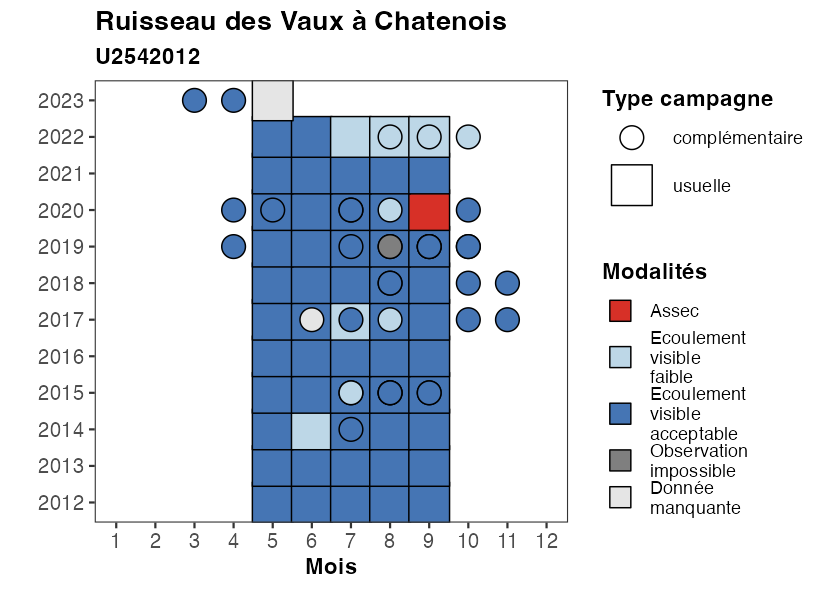 Ruisseau des Vaux à Chatenois
U2542012
2023
2022
2021
2020
2019
2018
2017
2016
2015
2014
2013
2012
1 2 3 4 5 6 7 8 9 10 11 12
Mois
Type campagne
complémentaire
usuelle
Modalités
Assec
Ecoulement
visible
faible
Ecoulement
visible
acceptable
Observation
impossible
Donnée
manquante